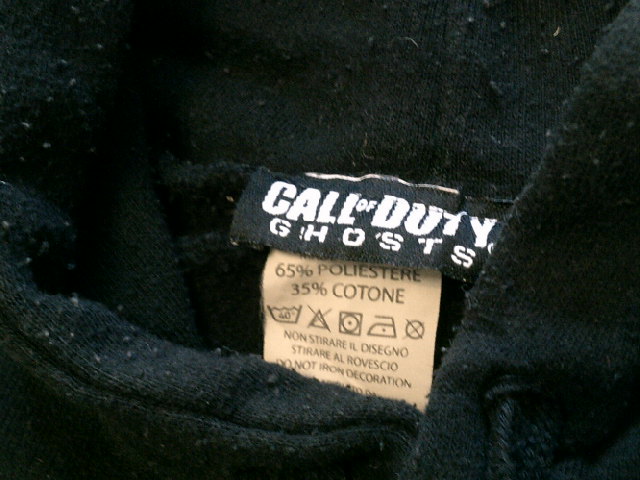 CALL OF DUTY
GHOSTS
65% POLIESTERE
35% COTONE
40
NON STIRARE IL DISEGNO
STIRARE AL ROVESCIO
DO NOT IRON DECORATION